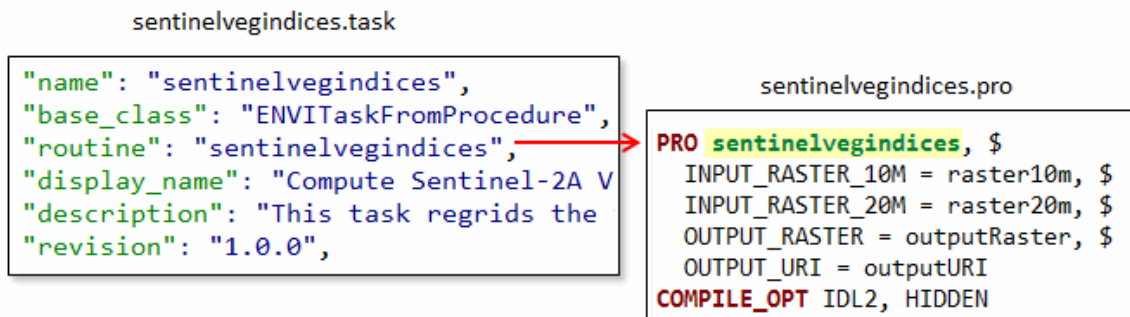 sentinelvegindices.task
"name": "sentinelvegindices",
"base_class": "ENVITaskFromProcedure",
"routine": "sentinelvegindices",
"display_name": "Compute Sentinel-2A V
"description": "This task regrids the
"revision": "1.0.0",
sentinelvegindices.pro
PRO sentinelvegindices, $
INPUT_RASTER_10M = raster10m, $
INPUT_RASTER_20M = raster20m, $
OUTPUT_RASTER = outputRaster, $
OUTPUT_URI = outputURI
COMPILE_OPT IDL2, HIDDEN